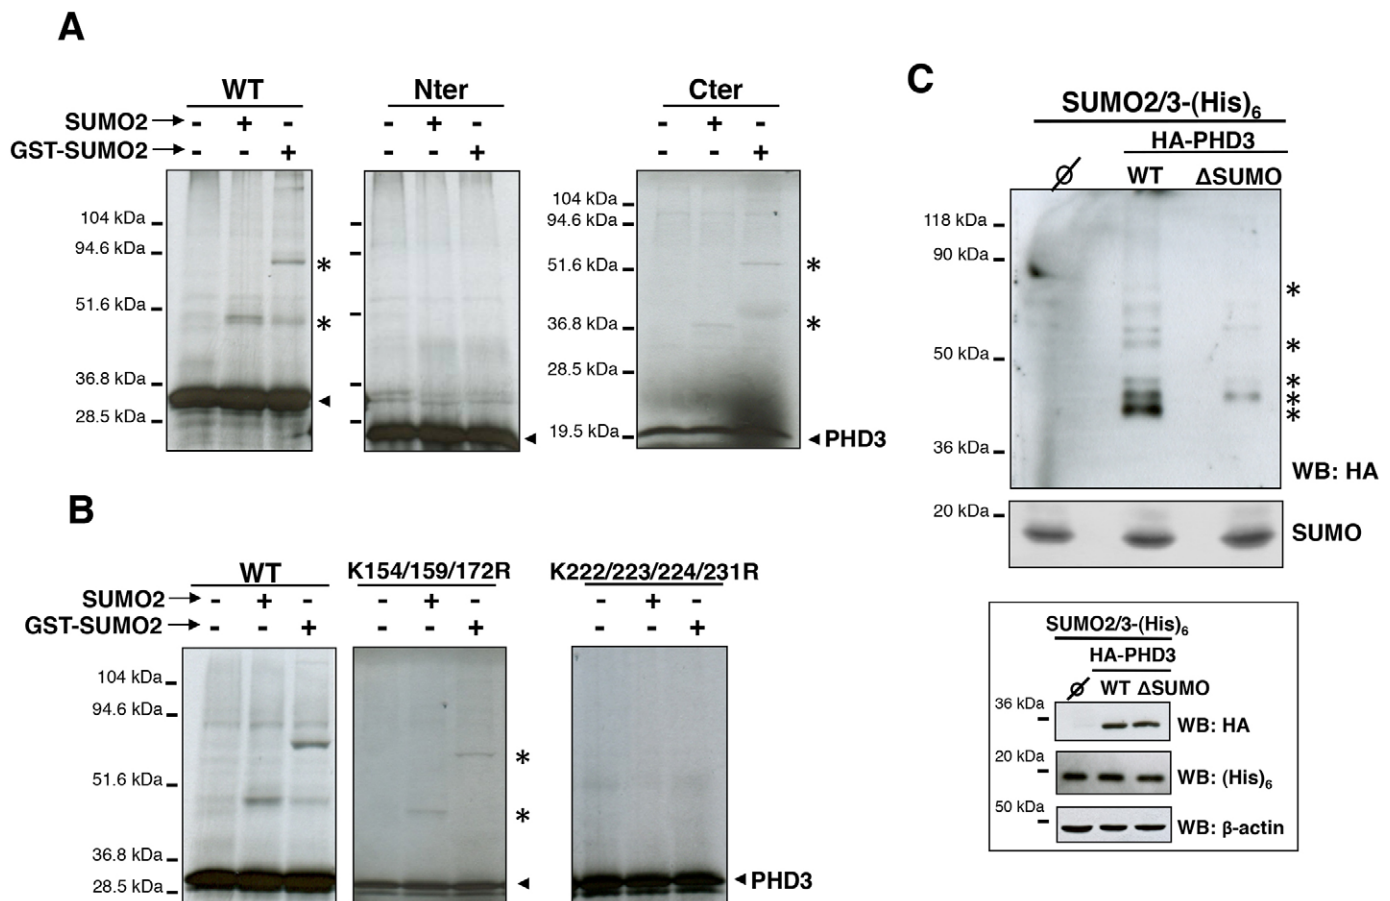 A
WT
Nter
Cter
SUMO2 - + - - + - - + -
GST-SUMO2 - - + - - + - - +
104 kDa
94.6 kDa
51.6 kDa
36.8 kDa
28.5 kDa
*
*
104 kDa
94.6 kDa
51.6 kDa
36.8 kDa
28.5 kDa
19.5 kDa
*
*
PHD3
B
WT
K154/159/172R
K222/223/224/231R
SUMO2 - + - - + - - + -
GST-SUMO2 - - + - - + - - +
104 kDa
94.6 kDa
51.6 kDa
36.8 kDa
28.5 kDa
*
*
PHD3
C
SUMO2/3-(His)6
HA-PHD3
∅ WT ΔSUMO
118 kDa
90 kDa
50 kDa
36 kDa
*
*
*
*
*
WB: HA
20 kDa
SUMO
SUMO2/3-(His)6
HA-PHD3
∅ WT ΔSUMO
36 kDa
WB: HA
20 kDa
WB: (His)6
50 kDa
WB: β-actin